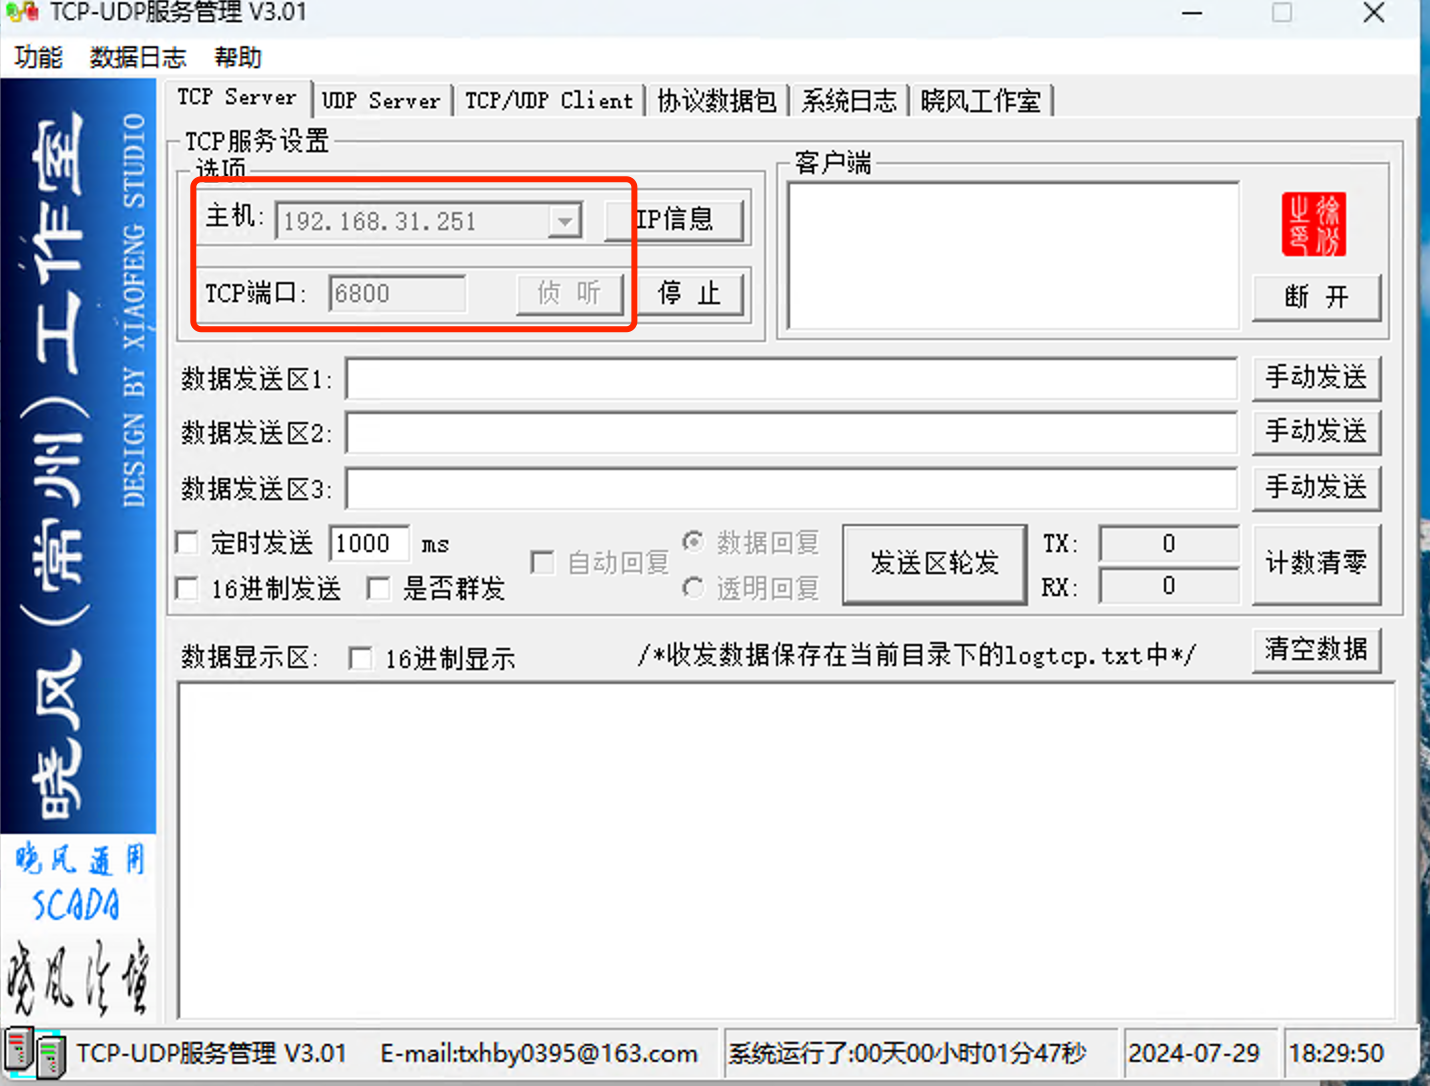 TCP-UDP服务管理 V3.01
功能 数据日志 帮助
TCP Server UDP Server TCP/UDP Client 协议数据包 系统日志 晓风工作室
晓风(常州)工作室
DESIGN BY XIAOFENG STUDIO
晓风通用
SCADA
晓风论坛
TCP服务设置
选项
主机: 192.168.31.251 IP信息
TCP端口: 6800 侦 听 停 止
客户端
断 开
数据发送区1: 手动发送
数据发送区2: 手动发送
数据发送区3: 手动发送
定时发送 1000 ms
16进制发送 是否群发
自动回复
数据回复
透明回复
发送区轮发
TX: 0
RX: 0
计数清零
数据显示区: 16进制显示 /*收发数据保存在当前目录下的logtcp.txt中*/ 清空数据
TCP-UDP服务管理 V3.01 E-mail:txhby0395@163.com 系统运行了:00天00小时01分47秒 2024-07-29 18:29:50